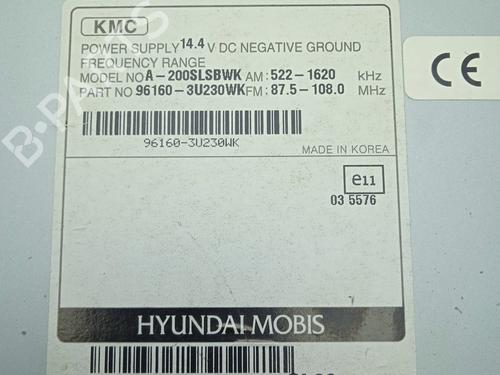 KMC
POWER SUPPLY 14.4 V DC NEGATIVE GROUND
FREQUENCY RANGE
MODEL NO A-200SLSBWK AM: 522-1620 kHz
PART NO 96160-3U230WK FM: 87.5-108.0 MHz
96160-3U230WK
MADE IN KOREA
e11
03 5576
HYUNDAI MOBIS
CE
B-PARTS